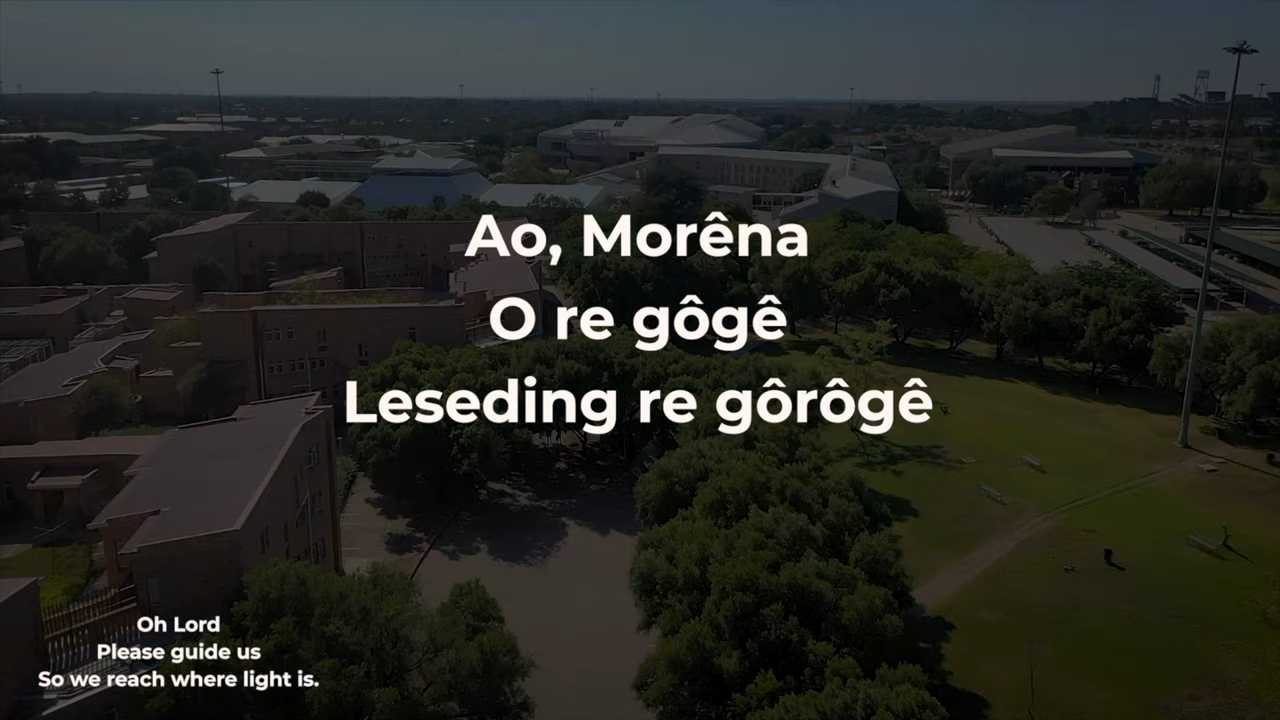 Ao, Morêna
O re gôgê
Leseding re gôrôgê
Oh Lord
Please guide us
So we reach where light is.